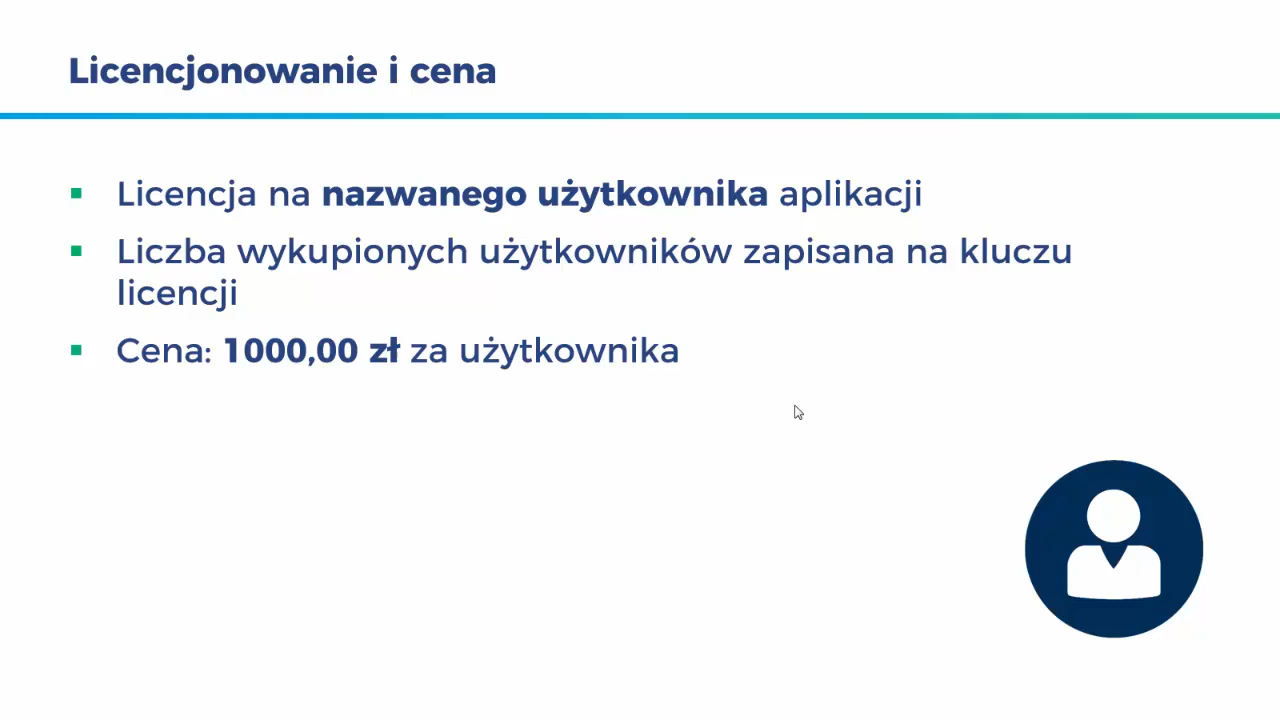 Licencjonowanie i cena
Licencja na nazwanego użytkownika aplikacji
Liczba wykupionych użytkowników zapisana na kluczu
licencji
Cena: 1000,00 zł za użytkownika